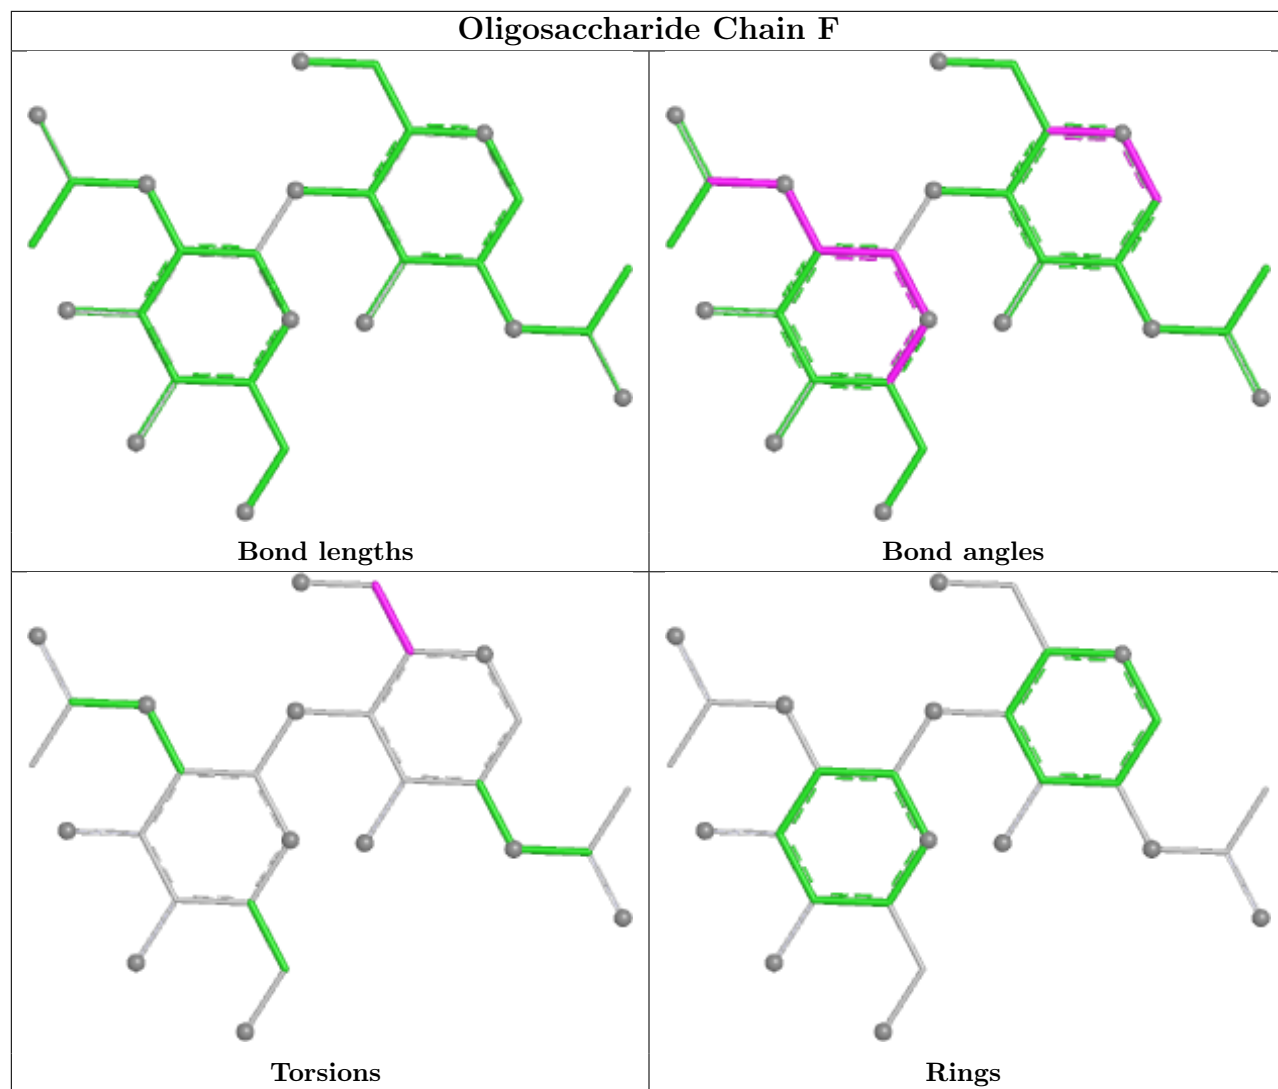 Oligosaccharide Chain F
Bond lengths
Bond angles
Torsions
Rings